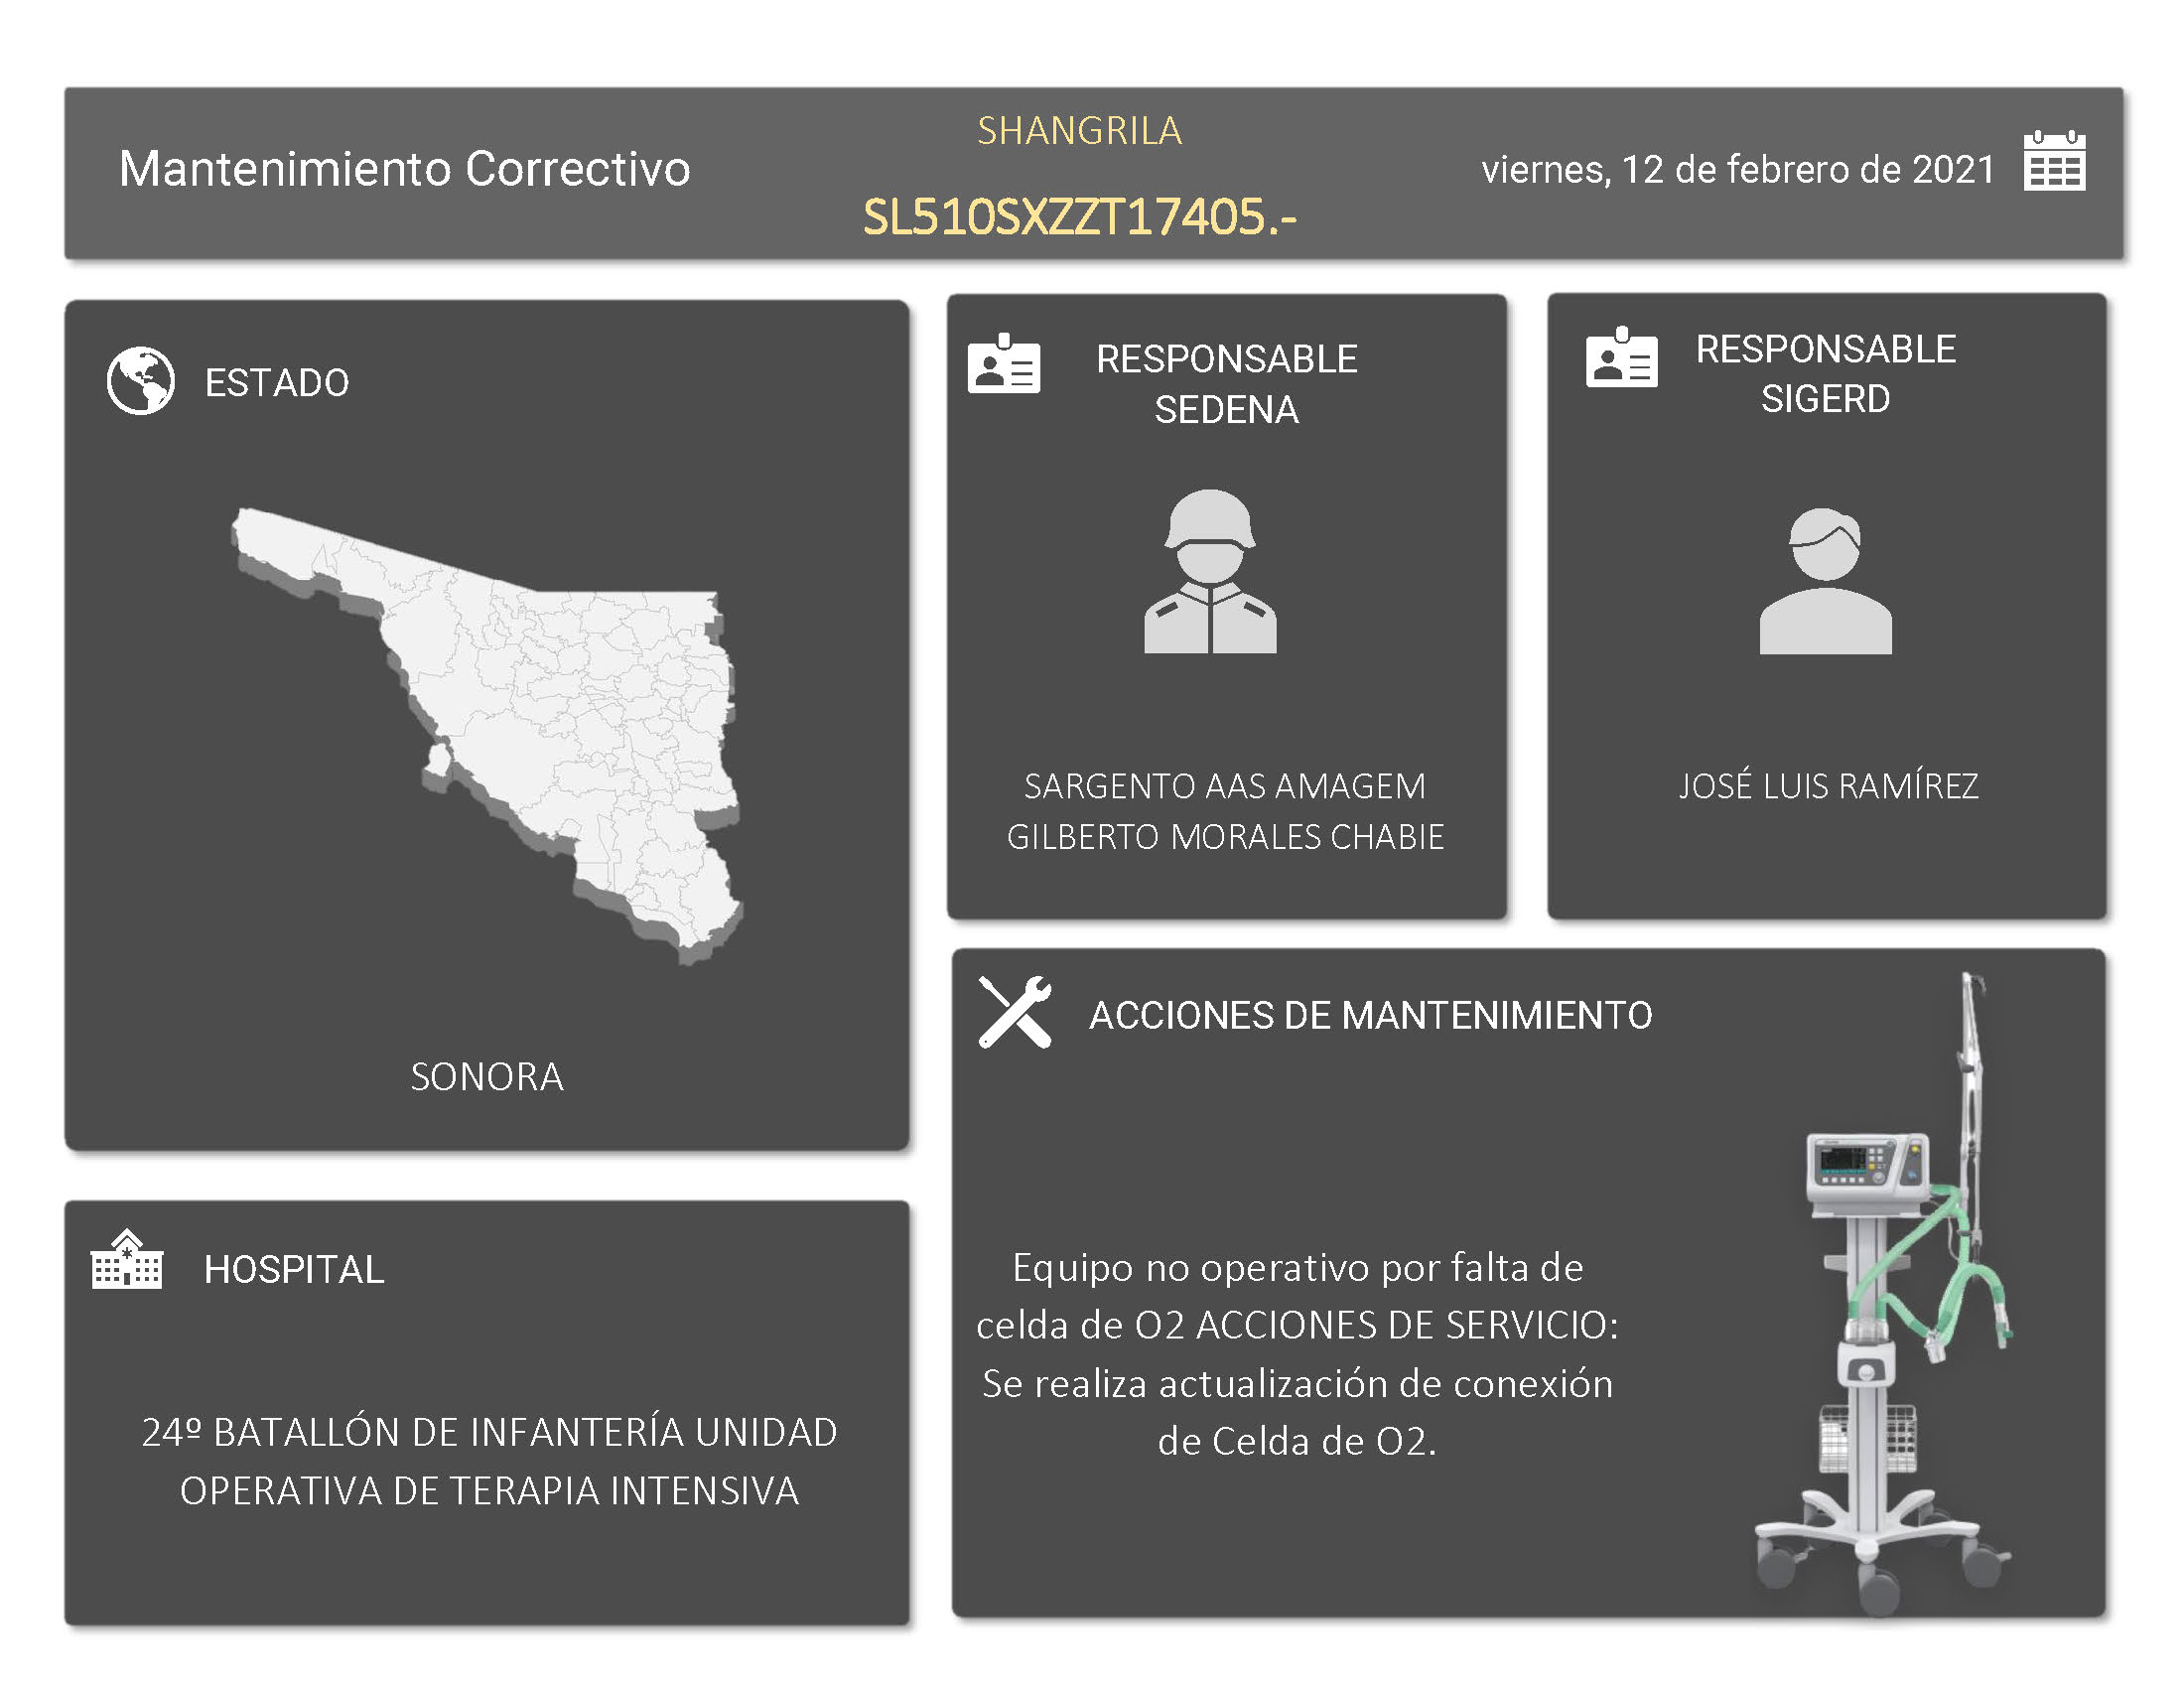 Mantenimiento Correctivo
SHANGRILA
SL510SXZZT17405.-
viernes, 12 de febrero de 2021
ESTADO
SONORA
RESPONSABLE
SEDENA
SARGENTO AAS AMAGEM
GILBERTO MORALES CHABIE
RESPONSABLE
SIGERD
JOSÉ LUIS RAMÍREZ
HOSPITAL
24º BATALLÓN DE INFANTERÍA UNIDAD
OPERATIVA DE TERAPIA INTENSIVA
ACCIONES DE MANTENIMIENTO
Equipo no operativo por falta de
celda de O2 ACCIONES DE SERVICIO:
Se realiza actualización de conexión
de Celda de O2.